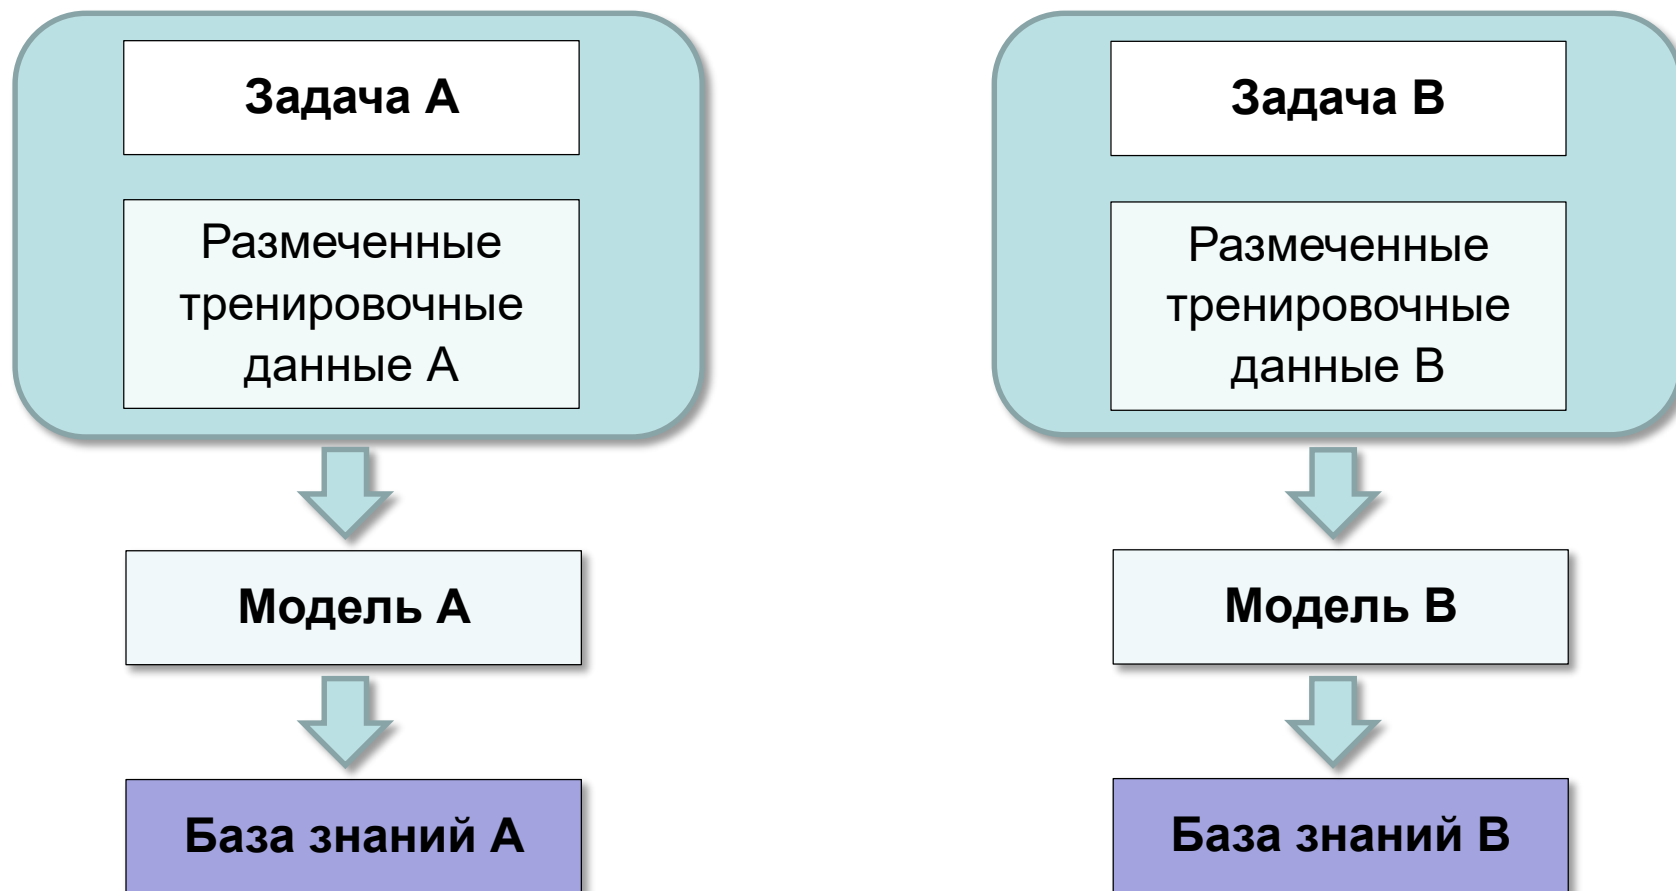 Задача A
Размеченные
тренировочные
данные A
Модель A
База знаний A
Задача B
Размеченные
тренировочные
данные B
Модель B
База знаний B